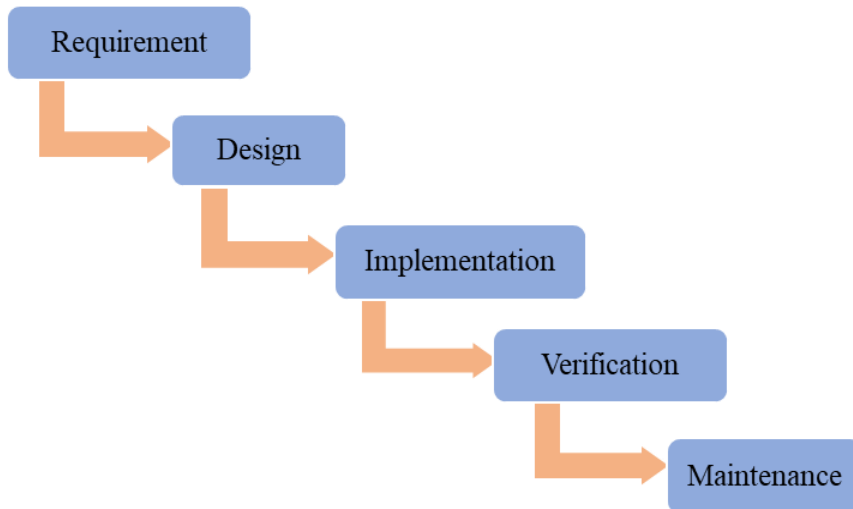 Requirement
Design
Implementation
Verification
Maintenance